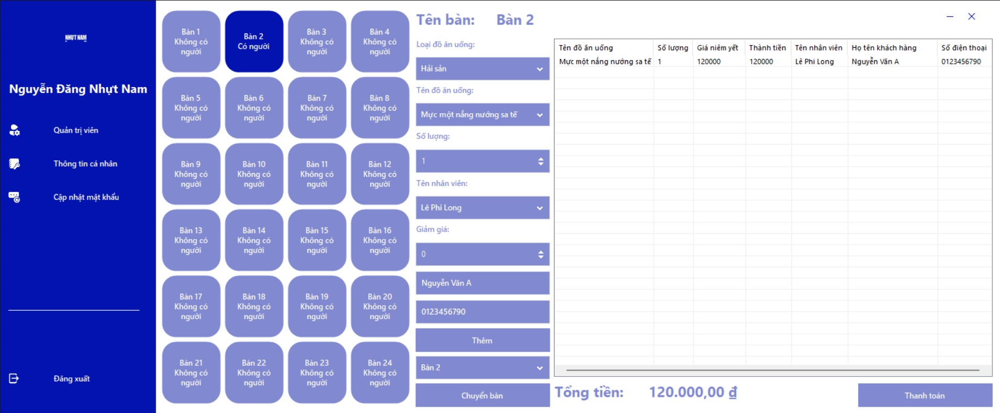 NHỰT NAM
Nguyễn Đăng Nhựt Nam
Quản trị viên
Thông tin cá nhân
Cập nhật mật khẩu
Đăng xuất
Bàn 1
Không có
người
Bàn 2
Có người
Bàn 3
Không có
người
Bàn 4
Không có
người
Bàn 5
Không có
người
Bàn 6
Không có
người
Bàn 7
Không có
người
Bàn 8
Không có
người
Bàn 9
Không có
người
Bàn 10
Không có
người
Bàn 11
Không có
người
Bàn 12
Không có
người
Bàn 13
Không có
người
Bàn 14
Không có
người
Bàn 15
Không có
người
Bàn 16
Không có
người
Bàn 17
Không có
người
Bàn 18
Không có
người
Bàn 19
Không có
người
Bàn 20
Không có
người
Bàn 21
Không có
người
Bàn 22
Không có
người
Bàn 23
Không có
người
Bàn 24
Không có
người
Tên bàn: Bàn 2
Loại đồ ăn uống:
Hải sản
Tên đồ ăn uống:
Mực một nắng nướng sa tế
Số lượng:
1
Tên nhân viên:
Lê Phi Long
Giảm giá:
0
Nguyễn Văn A
0123456790
Thêm
Bàn 2
Chuyển bàn
Tên đồ ăn uống Số lượng Giá niêm yết Thành tiền Tên nhân viên Họ tên khách hàng Số điện thoại
Mực một nắng nướng sa tế 1 120000 120000 Lê Phi Long Nguyễn Văn A 0123456790
Tổng tiền: 120.000,00 ₫
Thanh toán